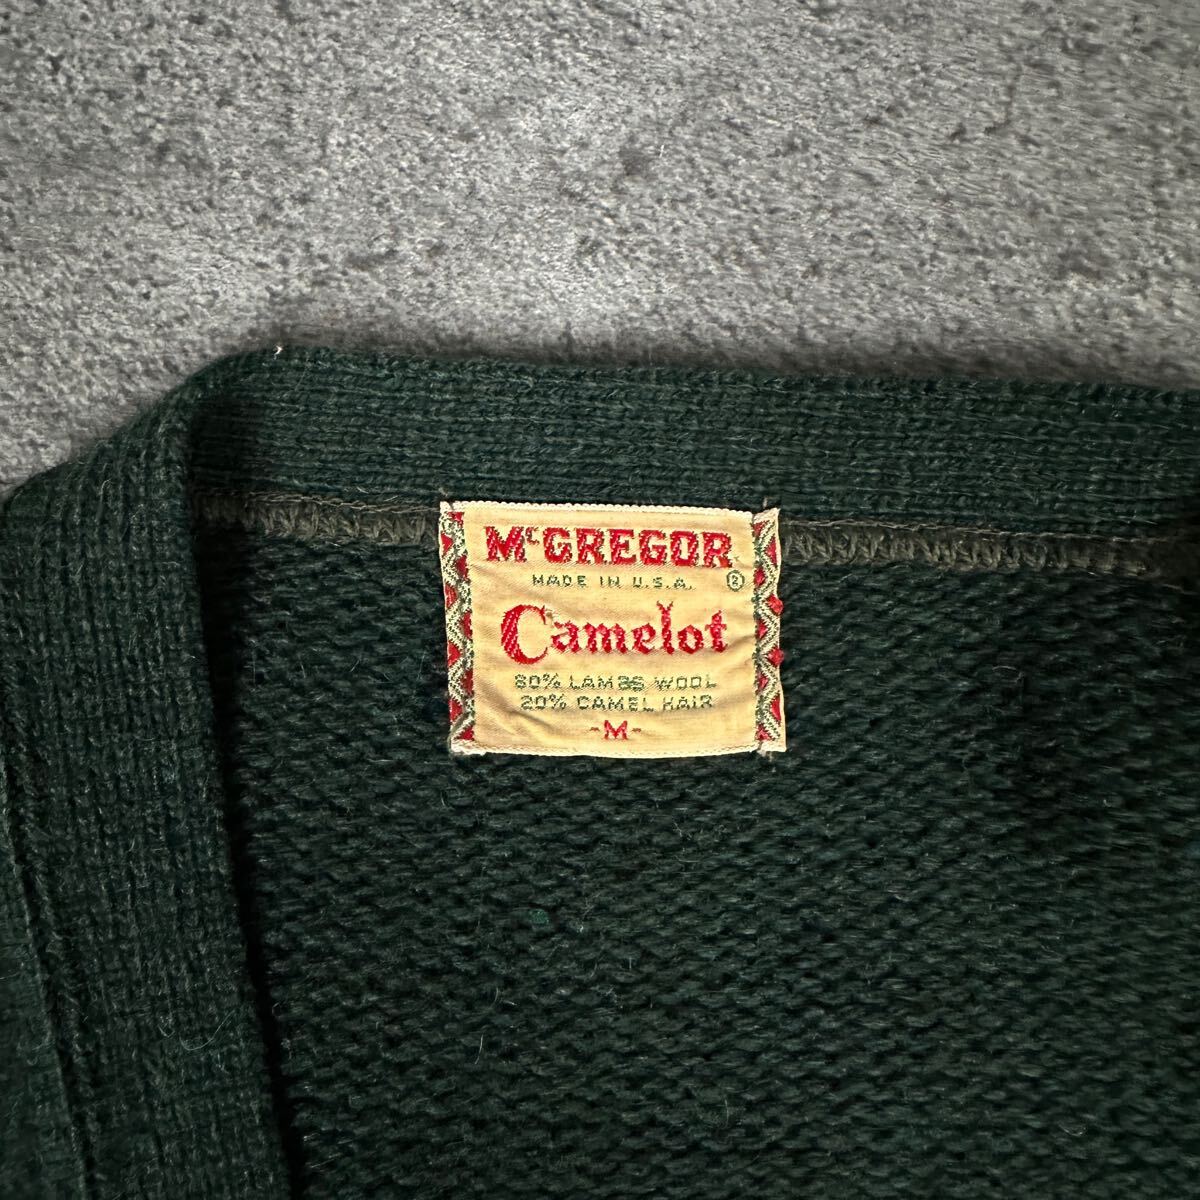 McGREGOR
MADE IN U.S.A. ®
Camelot
80% LAMBS WOOL
20% CAMEL HAIR
-M-